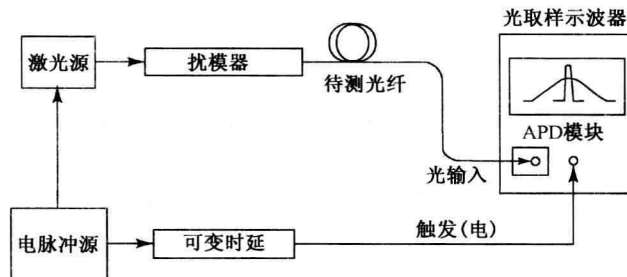 光取样示波器
激光源
扰模器
待测光纤
APD模块
光输入
电脉冲源
可变时延
触发(电)